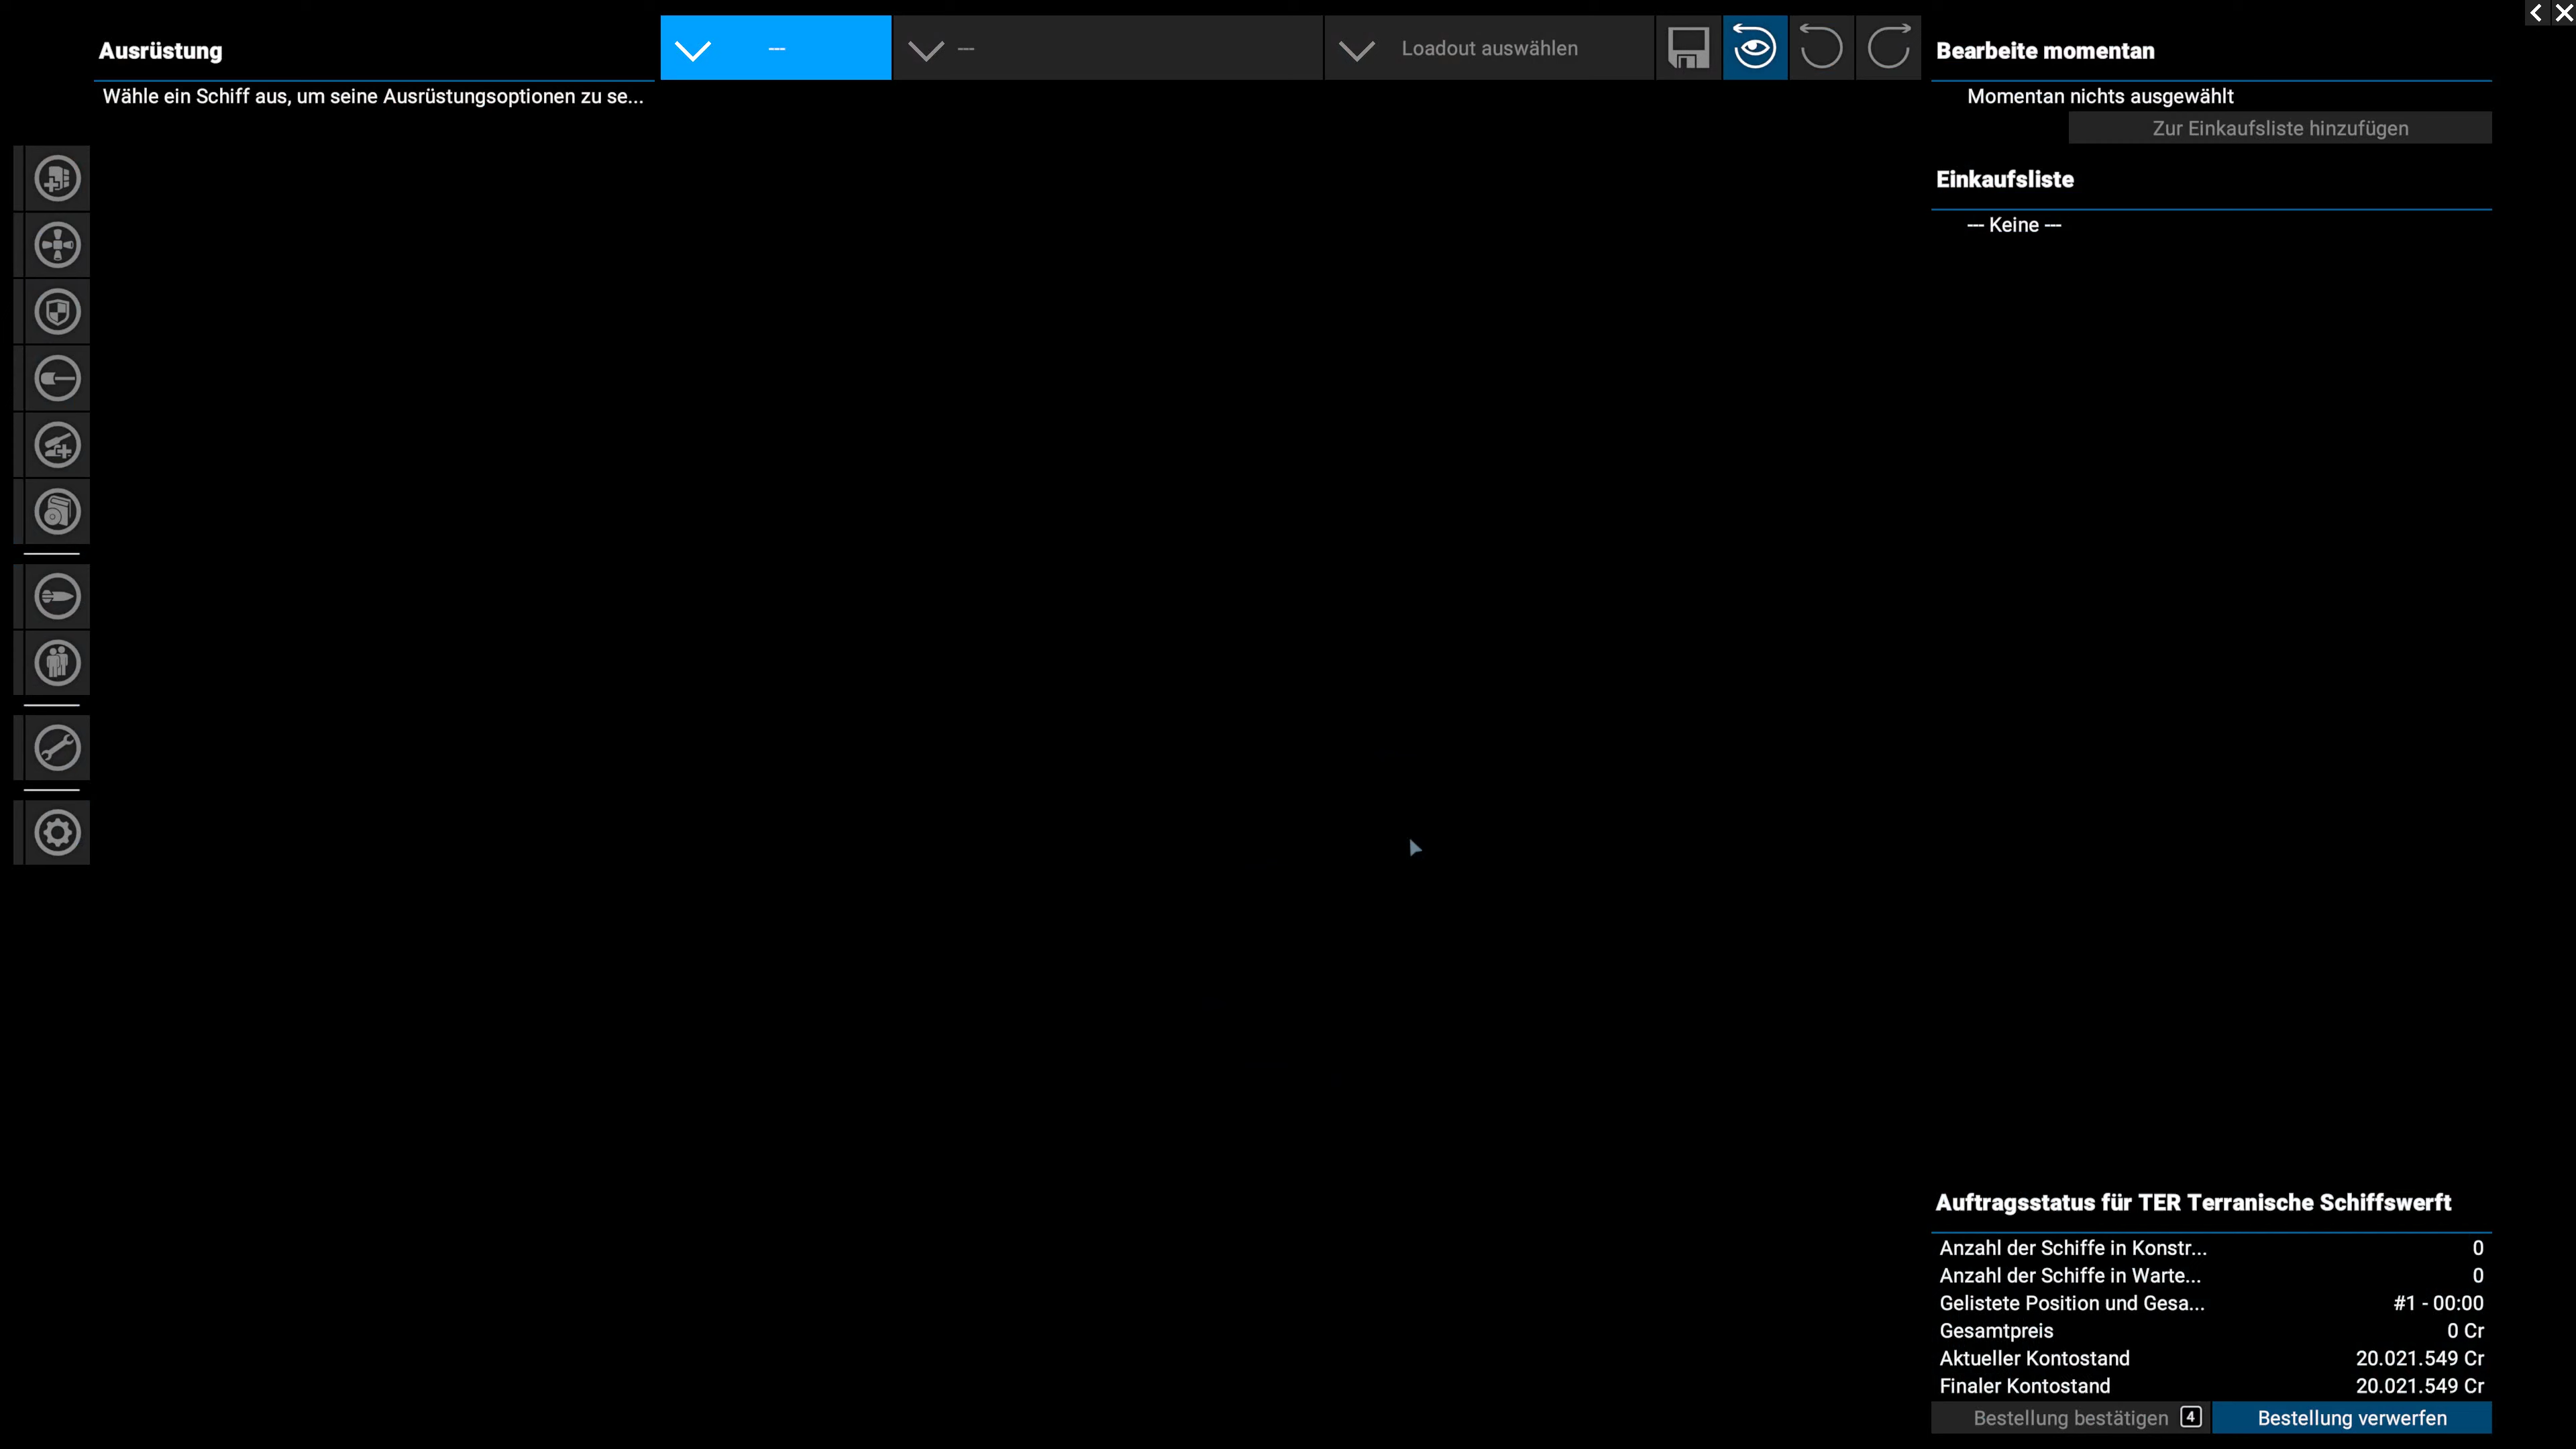 Ausrüstung
Wähle ein Schiff aus, um seine Ausrüstungsoptionen zu se...
---
---
Loadout auswählen
Bearbeite momentan
Momentan nichts ausgewählt
Zur Einkaufsliste hinzufügen
Einkaufsliste
--- Keine ---
Auftragsstatus für TER Terranische Schiffswerft
Anzahl der Schiffe in Konstr... 0
Anzahl der Schiffe in Warte... 0
Gelistete Position und Gesa... #1 - 00:00
Gesamtpreis 0 Cr
Aktueller Kontostand 20.021.549 Cr
Finaler Kontostand 20.021.549 Cr
Bestellung bestätigen 4 Bestellung verwerfen